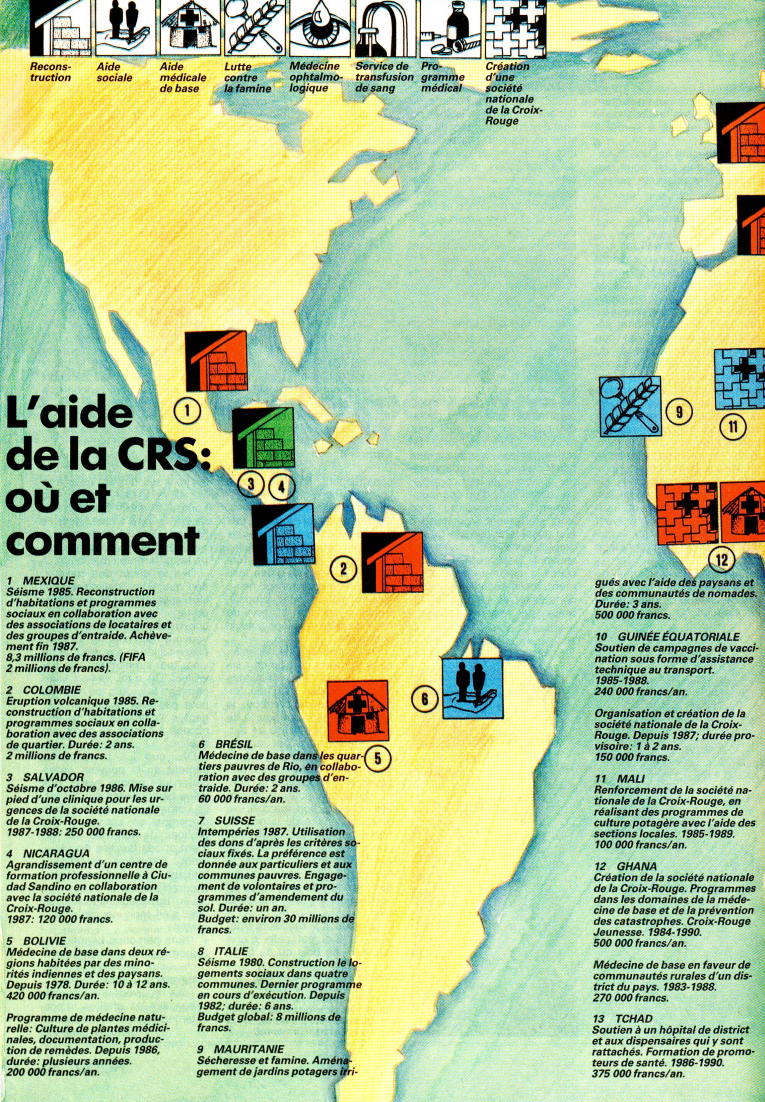 Recons-
truction
Aide
sociale
Aide
médicale
de base
Lutte
contre
la famine
Médecine
ophtalmo-
logique
Service de
transfusion
de sang
Pro-
gramme
médical
Création
d'une
société
nationale
de la Croix-
Rouge
L'aide
de la CRS:
où et
comment
1
3 4
2
6
5
9
11
12
1 MEXIQUE
Séisme 1985. Reconstruction
d'habitations et programmes
sociaux en collaboration avec
des associations de locataires et
des groupes d'entraide. Achève-
ment fin 1987.
8,3 millions de francs. (FIFA
2 millions de francs).
2 COLOMBIE
Eruption volcanique 1985. Re-
construction d'habitations et
programmes sociaux en colla-
boration avec des associations
de quartier. Durée: 2 ans.
2 millions de francs.
3 SALVADOR
Séisme d'octobre 1986. Mise sur
pied d'une clinique pour les ur-
gences de la société nationale
de la Croix-Rouge.
1987-1988: 250 000 francs.
4 NICARAGUA
Agrandissement d'un centre de
formation professionnelle à Ciu-
dad Sandino en collaboration
avec la société nationale de la
Croix-Rouge.
1987: 120 000 francs.
5 BOLIVIE
Médecine de base dans deux ré-
gions habitées par des mino-
rités indiennes et des paysans.
Depuis 1978. Durée: 10 à 12 ans.
420 000 francs/an.
Programme de médecine natu-
relle: Culture de plantes médici-
nales, documentation, produc-
tion de remèdes. Depuis 1986,
durée: plusieurs années.
200 000 francs/an.
6 BRÉSIL
Médecine de base dans les quar-
tiers pauvres de Rio, en collabo-
ration avec des groupes d'en-
traide. Durée: 2 ans.
60 000 francs/an.
7 SUISSE
Intempéries 1987. Utilisation
des dons d'après les critères so-
ciaux fixés. La préférence est
donnée aux particuliers et aux
communes pauvres. Engage-
ment de volontaires et pro-
grammes d'amendement du
sol. Durée: un an.
Budget: environ 30 millions de
francs.
8 ITALIE
Séisme 1980. Construction le lo-
gements sociaux dans quatre
communes. Dernier programme
en cours d'exécution. Depuis
1982; durée: 6 ans.
Budget global: 8 millions de
francs.
9 MAURITANIE
Sécheresse et famine. Aména-
gement de jardins potagers irri-
gués avec l'aide des paysans et
des communautés de nomades.
Durée: 3 ans.
500 000 francs.
10 GUINÉE ÉQUATORIALE
Soutien de campagnes de vacci-
nation sous forme d'assistance
technique au transport.
1985-1988.
240 000 francs/an.
Organisation et création de la
société nationale de la Croix-
Rouge. Depuis 1987; durée pro-
visoire: 1 à 2 ans.
150 000 francs.
11 MALI
Renforcement de la société na-
tionale de la Croix-Rouge, en
réalisant des programmes de
culture potagère avec l'aide des
sections locales. 1985-1989.
100 000 francs/an.
12 GHANA
Création de la société nationale
de la Croix-Rouge. Programmes
dans les domaines de la méde-
cine de base et de la prévention
des catastrophes. Croix-Rouge
Jeunesse. 1984-1990.
500 000 francs/an.
Médecine de base en faveur de
communautés rurales d'un dis-
trict du pays. 1983-1988.
270 000 francs.
13 TCHAD
Soutien à un hôpital de district
et aux dispensaires qui y sont
rattachés. Formation de promo-
teurs de santé. 1986-1990.
375 000 francs/an.